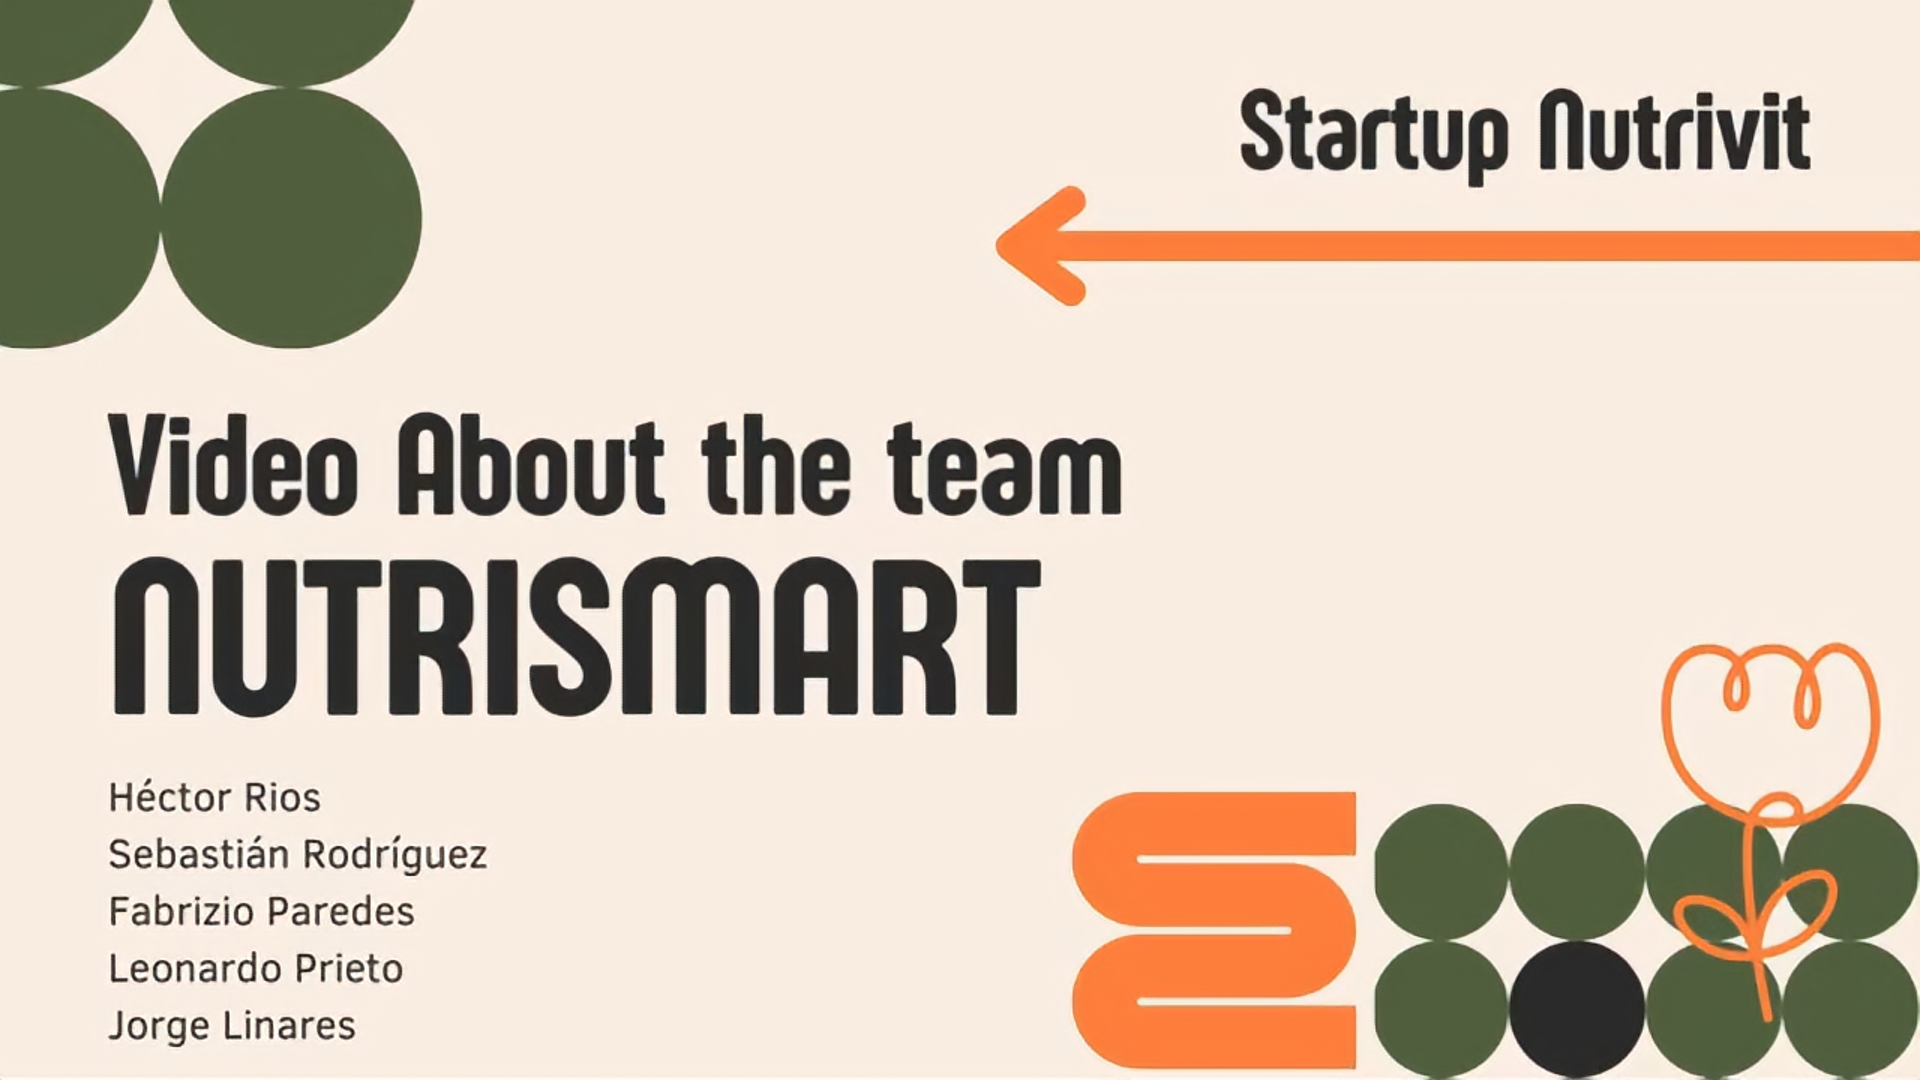 Startup Nutrivit
Video About the team
NUTRISMART
Héctor Rios
Sebastián Rodríguez
Fabrizio Paredes
Leonardo Prieto
Jorge Linares